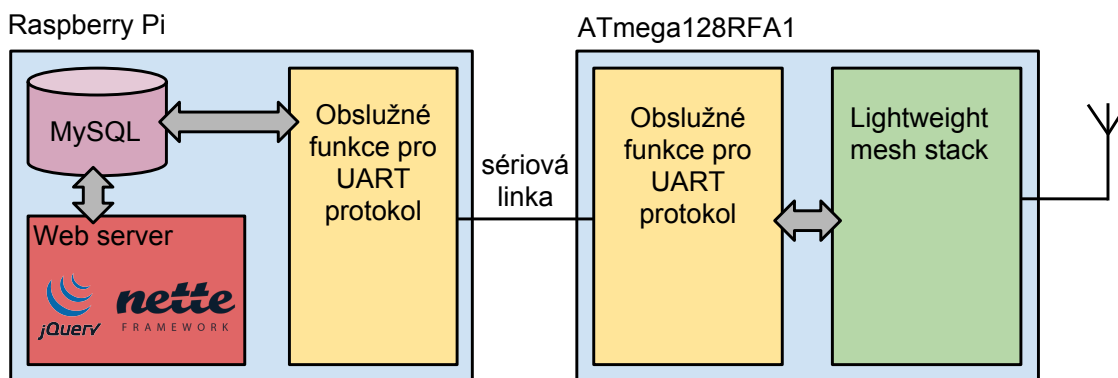 Raspberry Pi
MySQL
Web server
jQuery
nette
FRAMEWORK
Obslužné
funkce pro
UART
protokol
sériová
linka
ATmega128RFA1
Obslužné
funkce pro
UART
protokol
Lightweight
mesh stack